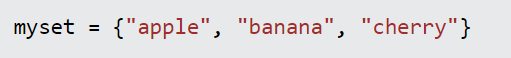 myset = {"apple", "banana", "cherry"}